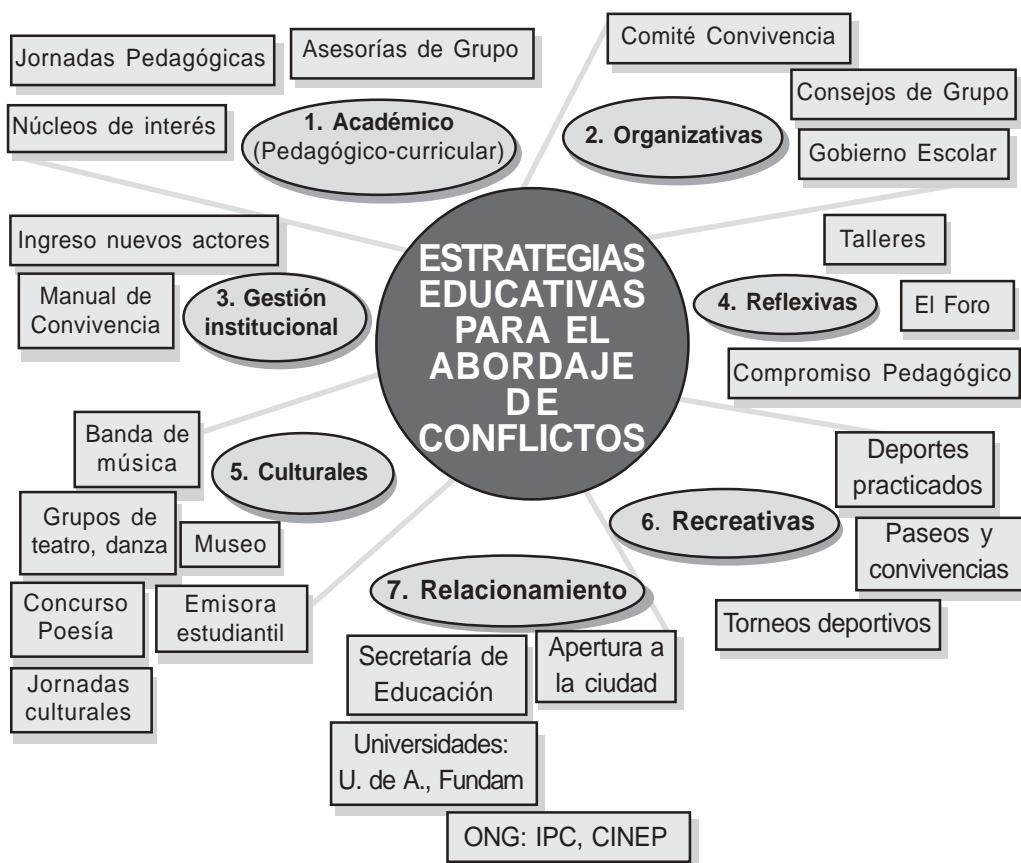 Jornadas Pedagógicas
Asesorías de Grupo
Núcleos de interés
1. Académico
(Pedagógico-curricular)
Comité Convivencia
Consejos de Grupo
2. Organizativas
Gobierno Escolar
ESTRATEGIAS
EDUCATIVAS
PARA EL
ABORDAJE
DE
CONFLICTOS
Ingreso nuevos actores
Manual de
Convivencia
3. Gestión
institucional
Talleres
4. Reflexivas
El Foro
Compromiso Pedagógico
Banda de
música
5. Culturales
Grupos de
teatro, danza
Museo
Concurso
Poesía
Emisora
estudiantil
Jornadas
culturales
Deportes
practicados
6. Recreativas
Paseos y
convivencias
Torneos deportivos
7. Relacionamiento
Secretaría de
Educación
Apertura a
la ciudad
Universidades:
U. de A., Fundam
ONG: IPC, CINEP